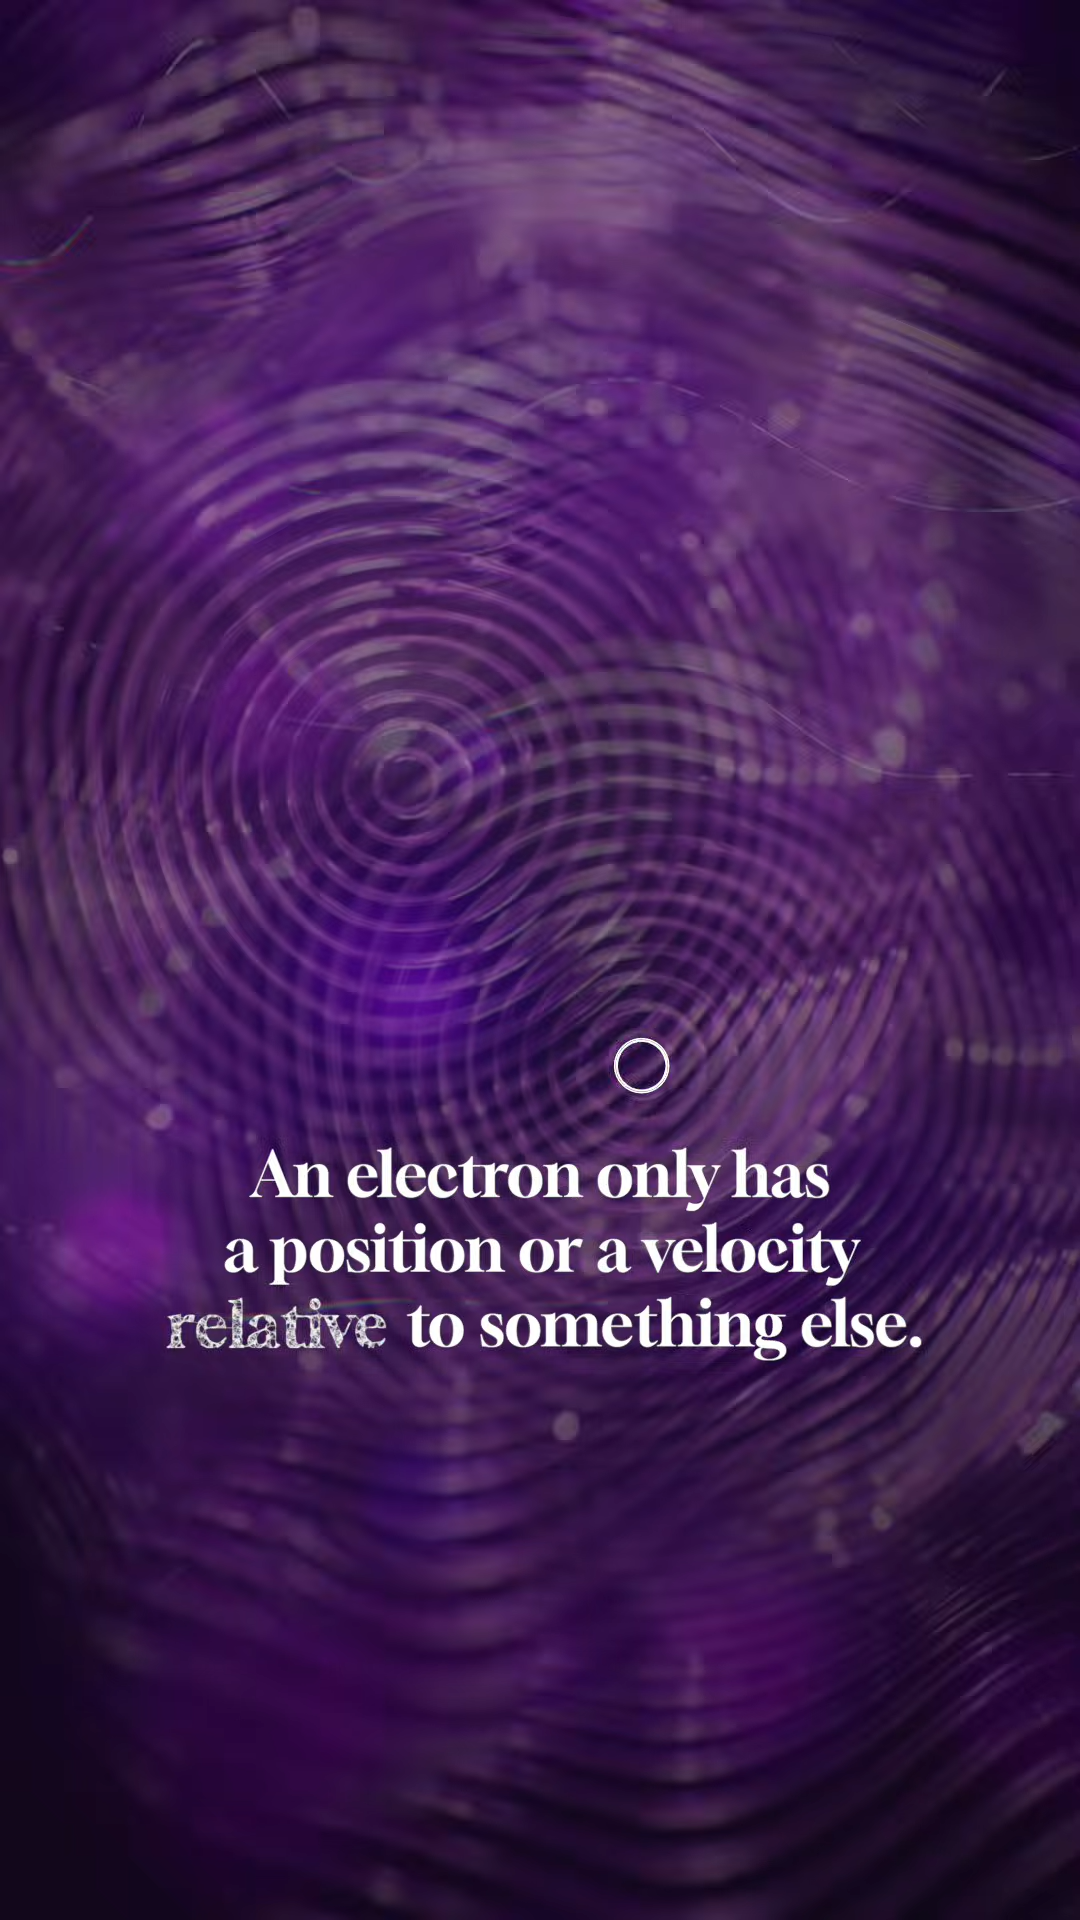 An electron only has
a position or a velocity
relative to something else.